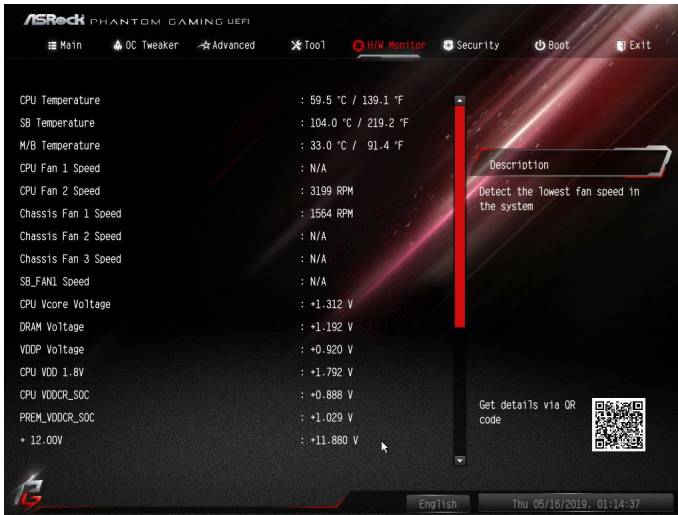 ASRock PHANTOM GAMING UEFI
Main OC Tweaker Advanced Tool H/W Monitor Security Boot Exit
CPU Temperature : 59.5 °C / 139.1 °F
SB Temperature : 104.0 °C / 219.2 °F
M/B Temperature : 33.0 °C / 91.4 °F
CPU Fan 1 Speed : N/A
CPU Fan 2 Speed : 3199 RPM
Chassis Fan 1 Speed : 1564 RPM
Chassis Fan 2 Speed : N/A
Chassis Fan 3 Speed : N/A
SB_FAN1 Speed : N/A
CPU Vcore Voltage : +1.312 V
DRAM Voltage : +1.192 V
VDDP Voltage : +0.920 V
CPU VDD 1.8V : +1.792 V
CPU VDDCR_SOC : +0.888 V
PREM_VDDCR_SOC : +1.029 V
+ 12.00V : +11.880 V
Description
Detect the lowest fan speed in
the system
Get details via QR
code
English
Thu 05/16/2019. 01:14:37